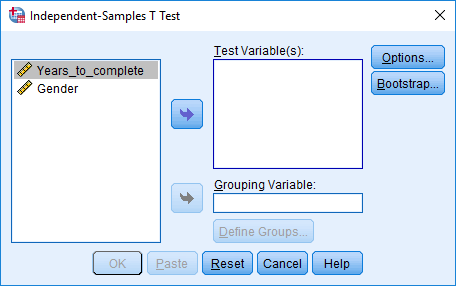 Independent-Samples T Test
Years_to_complete
Gender
Test Variable(s):
Options...
Bootstrap...
Grouping Variable:
Define Groups...
OK Paste Reset Cancel Help